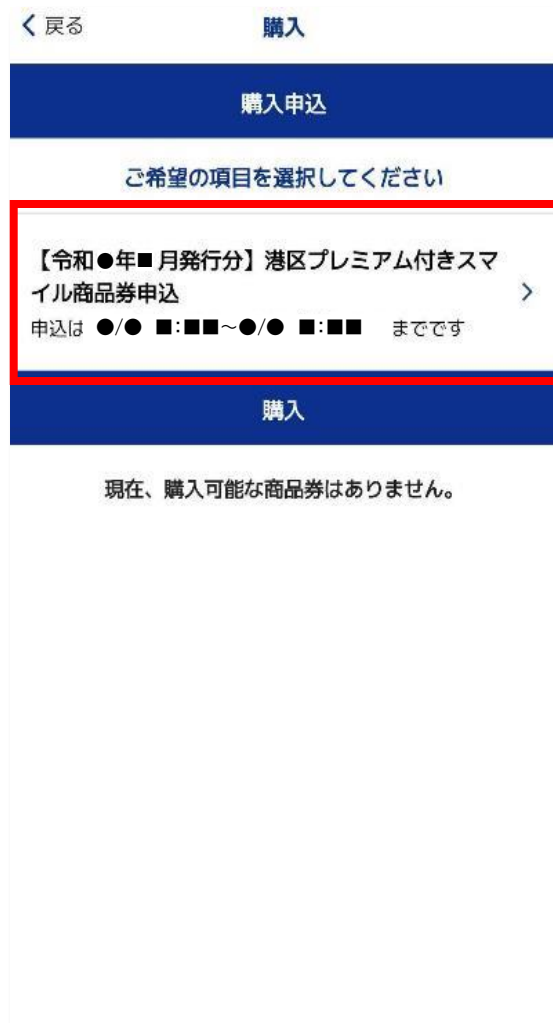 戻る 購入
購入申込
ご希望の項目を選択してください
【令和●年■月発行分】港区プレミアム付きスマ
イル商品券申込
申込は ●/● ■:■■~●/● ■:■■ までです
購入
現在、購入可能な商品券はありません。